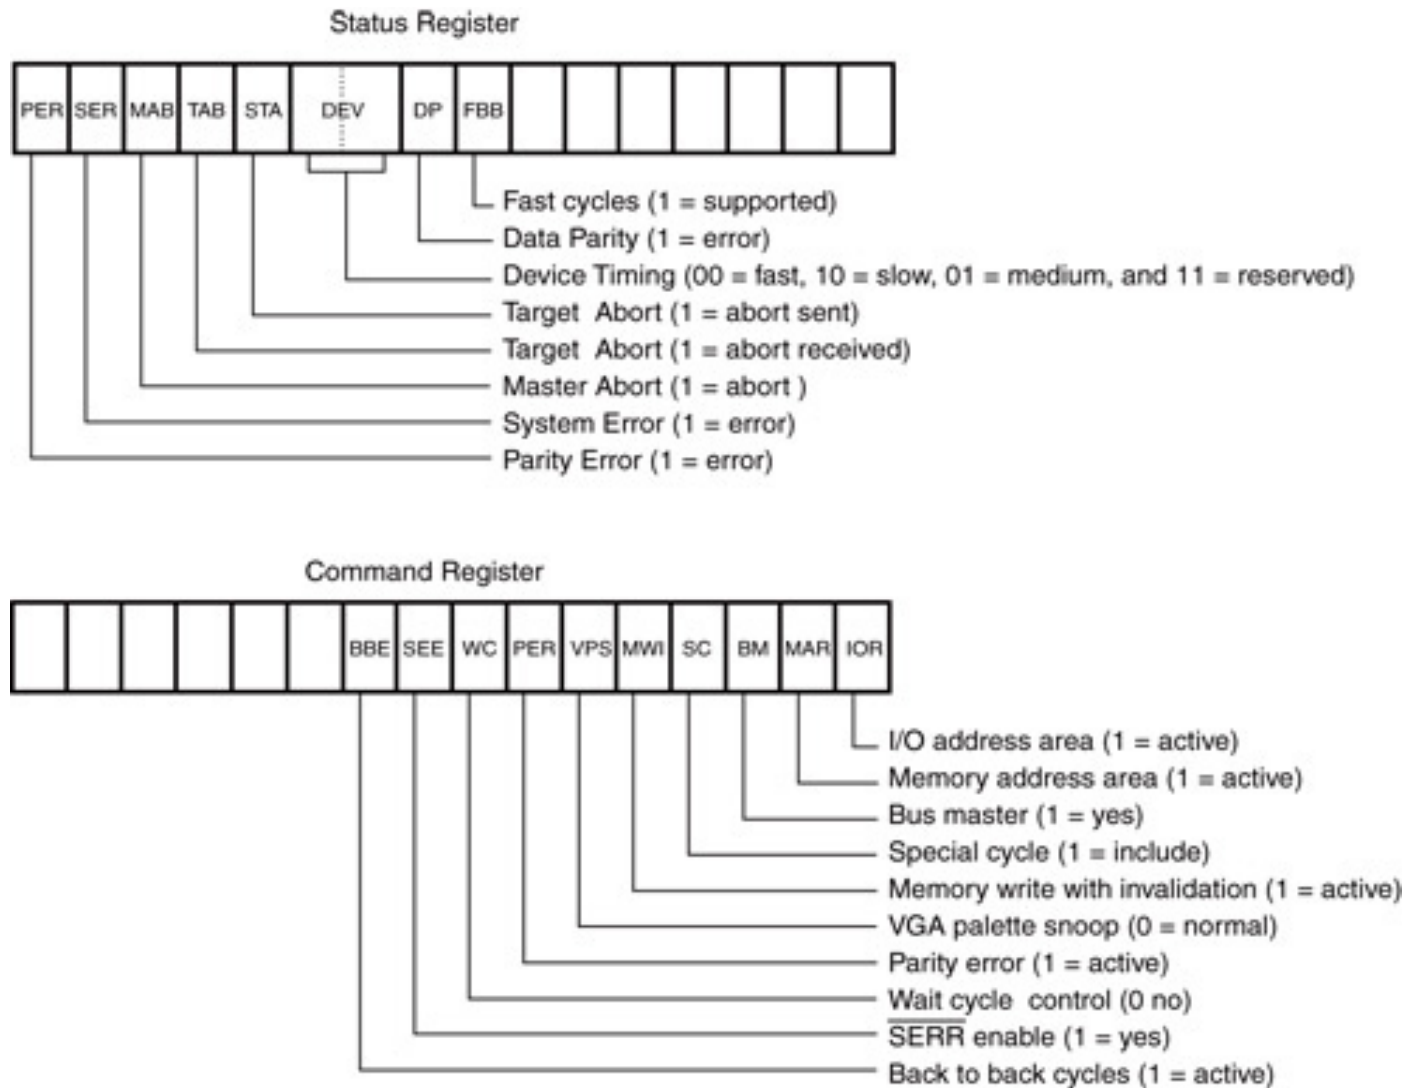 Status Register
PER SER MAB TAB STA DEV DP FBB
Fast cycles (1 = supported)
Data Parity (1 = error)
Device Timing (00 = fast, 10 = slow, 01 = medium, and 11 = reserved)
Target Abort (1 = abort sent)
Target Abort (1 = abort received)
Master Abort (1 = abort )
System Error (1 = error)
Parity Error (1 = error)
Command Register
BBE SEE WC PER VPS MWI SC BM MAR IOR
I/O address area (1 = active)
Memory address area (1 = active)
Bus master (1 = yes)
Special cycle (1 = include)
Memory write with invalidation (1 = active)
VGA palette snoop (0 = normal)
Parity error (1 = active)
Wait cycle control (0 no)
S̅E̅R̅R̅ enable (1 = yes)
Back to back cycles (1 = active)